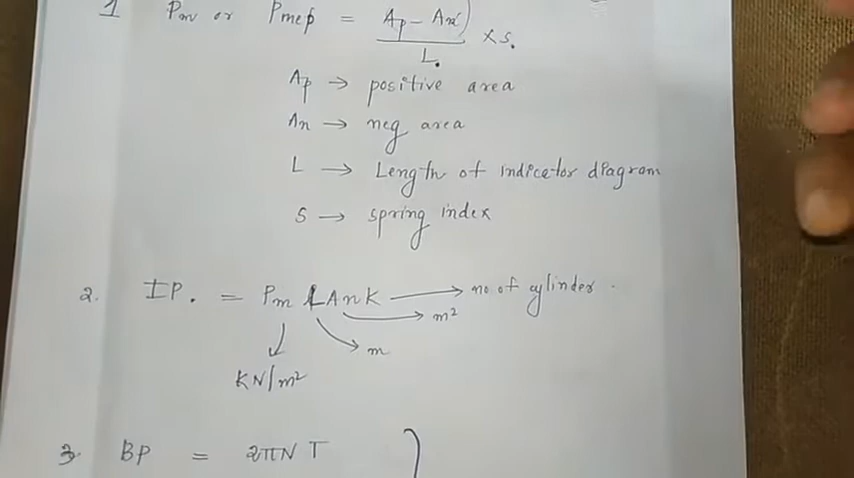 1 Pm or Pmep = Ap - An) / L. × s.
Ap → positive area
An → neg area
L → Length of indicator diagram
S → spring index
2. IP. = Pm LAnK → no of cylinder.
→ m²
→ m
KN/m²
3. BP = 2πN T